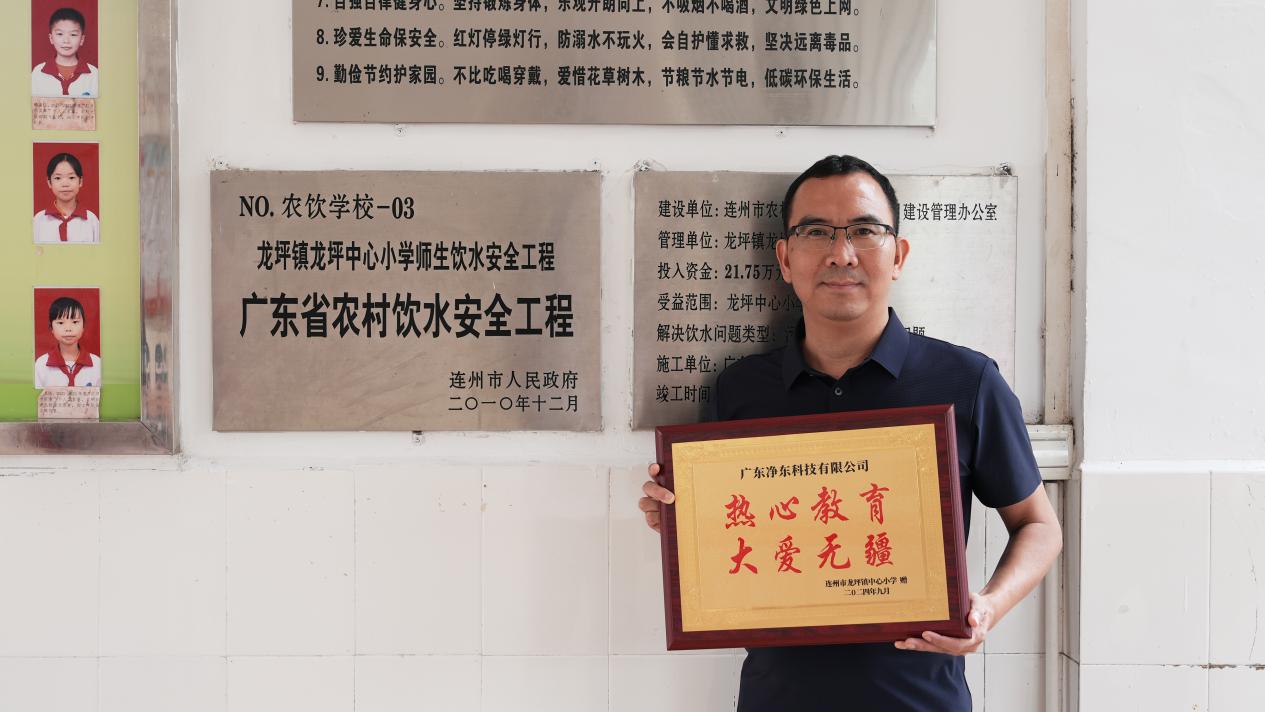 7. 自强自律健身心。坚持锻炼身体，乐观开朗向上，不吸烟不喝酒，文明绿色上网。
8. 珍爱生命保安全。红灯停绿灯行，防溺水不玩火，会自护懂求救，坚决远离毒品。
9. 勤俭节约护家园。不比吃喝穿戴，爱惜花草树木，节粮节水节电，低碳环保生活。
NO. 农饮学校-03
龙坪镇龙坪中心小学师生饮水安全工程
广东省农村饮水安全工程
连州市人民政府
二〇一〇年十二月
建设单位：连州市农 建设管理办公室
管理单位：龙坪镇龙
投入资金：21.75万
受益范围：龙坪中心小
解决饮水问题类型：
施工单位：广
竣工时间
广东净东科技有限公司
热心教育
大爱无疆
连州市龙坪镇中心小学 赠
二〇二四年九月